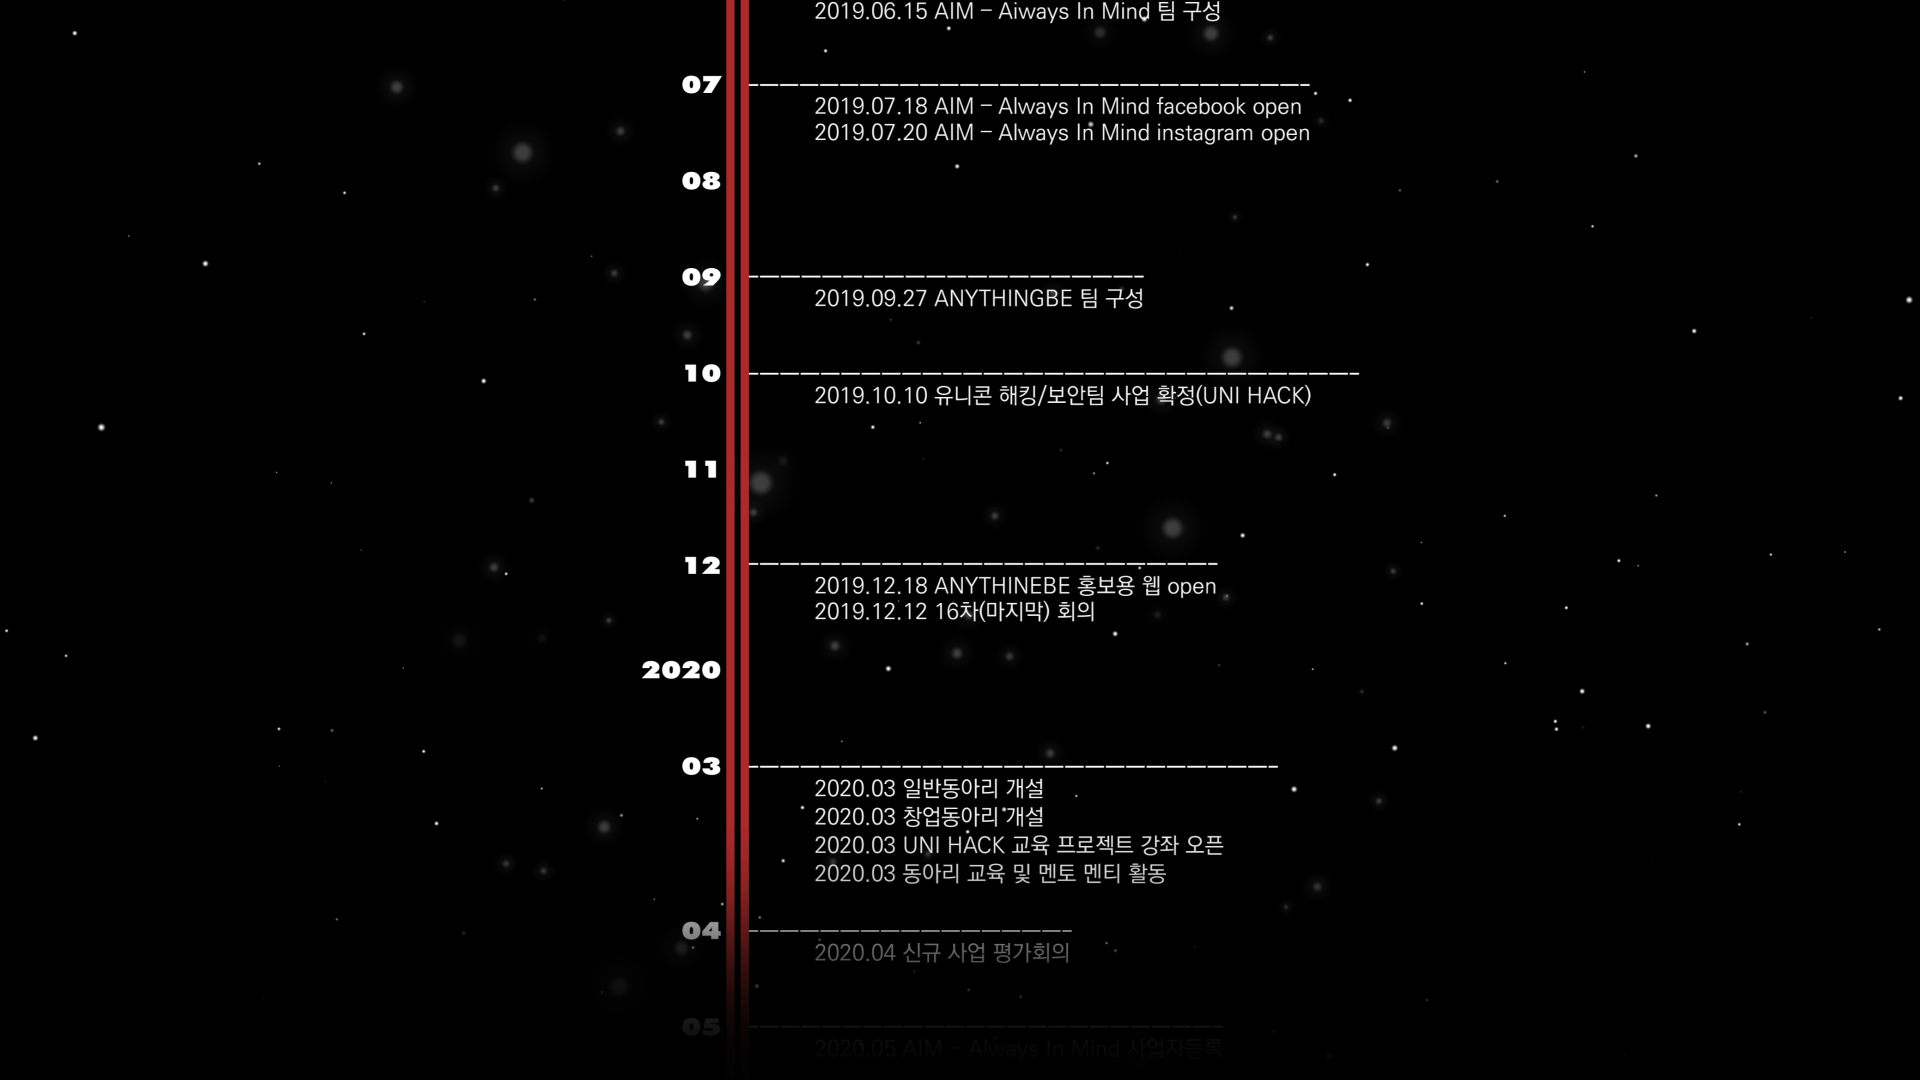 2019.06.15 AIM – Aiways In Mind 팀 구성
07
2019.07.18 AIM – Always In Mind facebook open
2019.07.20 AIM – Always In Mind instagram open
08
09
2019.09.27 ANYTHINGBE 팀 구성
10
2019.10.10 유니콘 해킹/보안팀 사업 확정(UNI HACK)
11
12
2019.12.18 ANYTHINEBE 홍보용 웹 open
2019.12.12 16차(마지막) 회의
2020
03
2020.03 일반동아리 개설
2020.03 창업동아리 개설
2020.03 UNI HACK 교육 프로젝트 강좌 오픈
2020.03 동아리 교육 및 멘토 멘티 활동
04
2020.04 신규 사업 평가회의
05
2020.05 AIM – Always In Mind 사업자등록